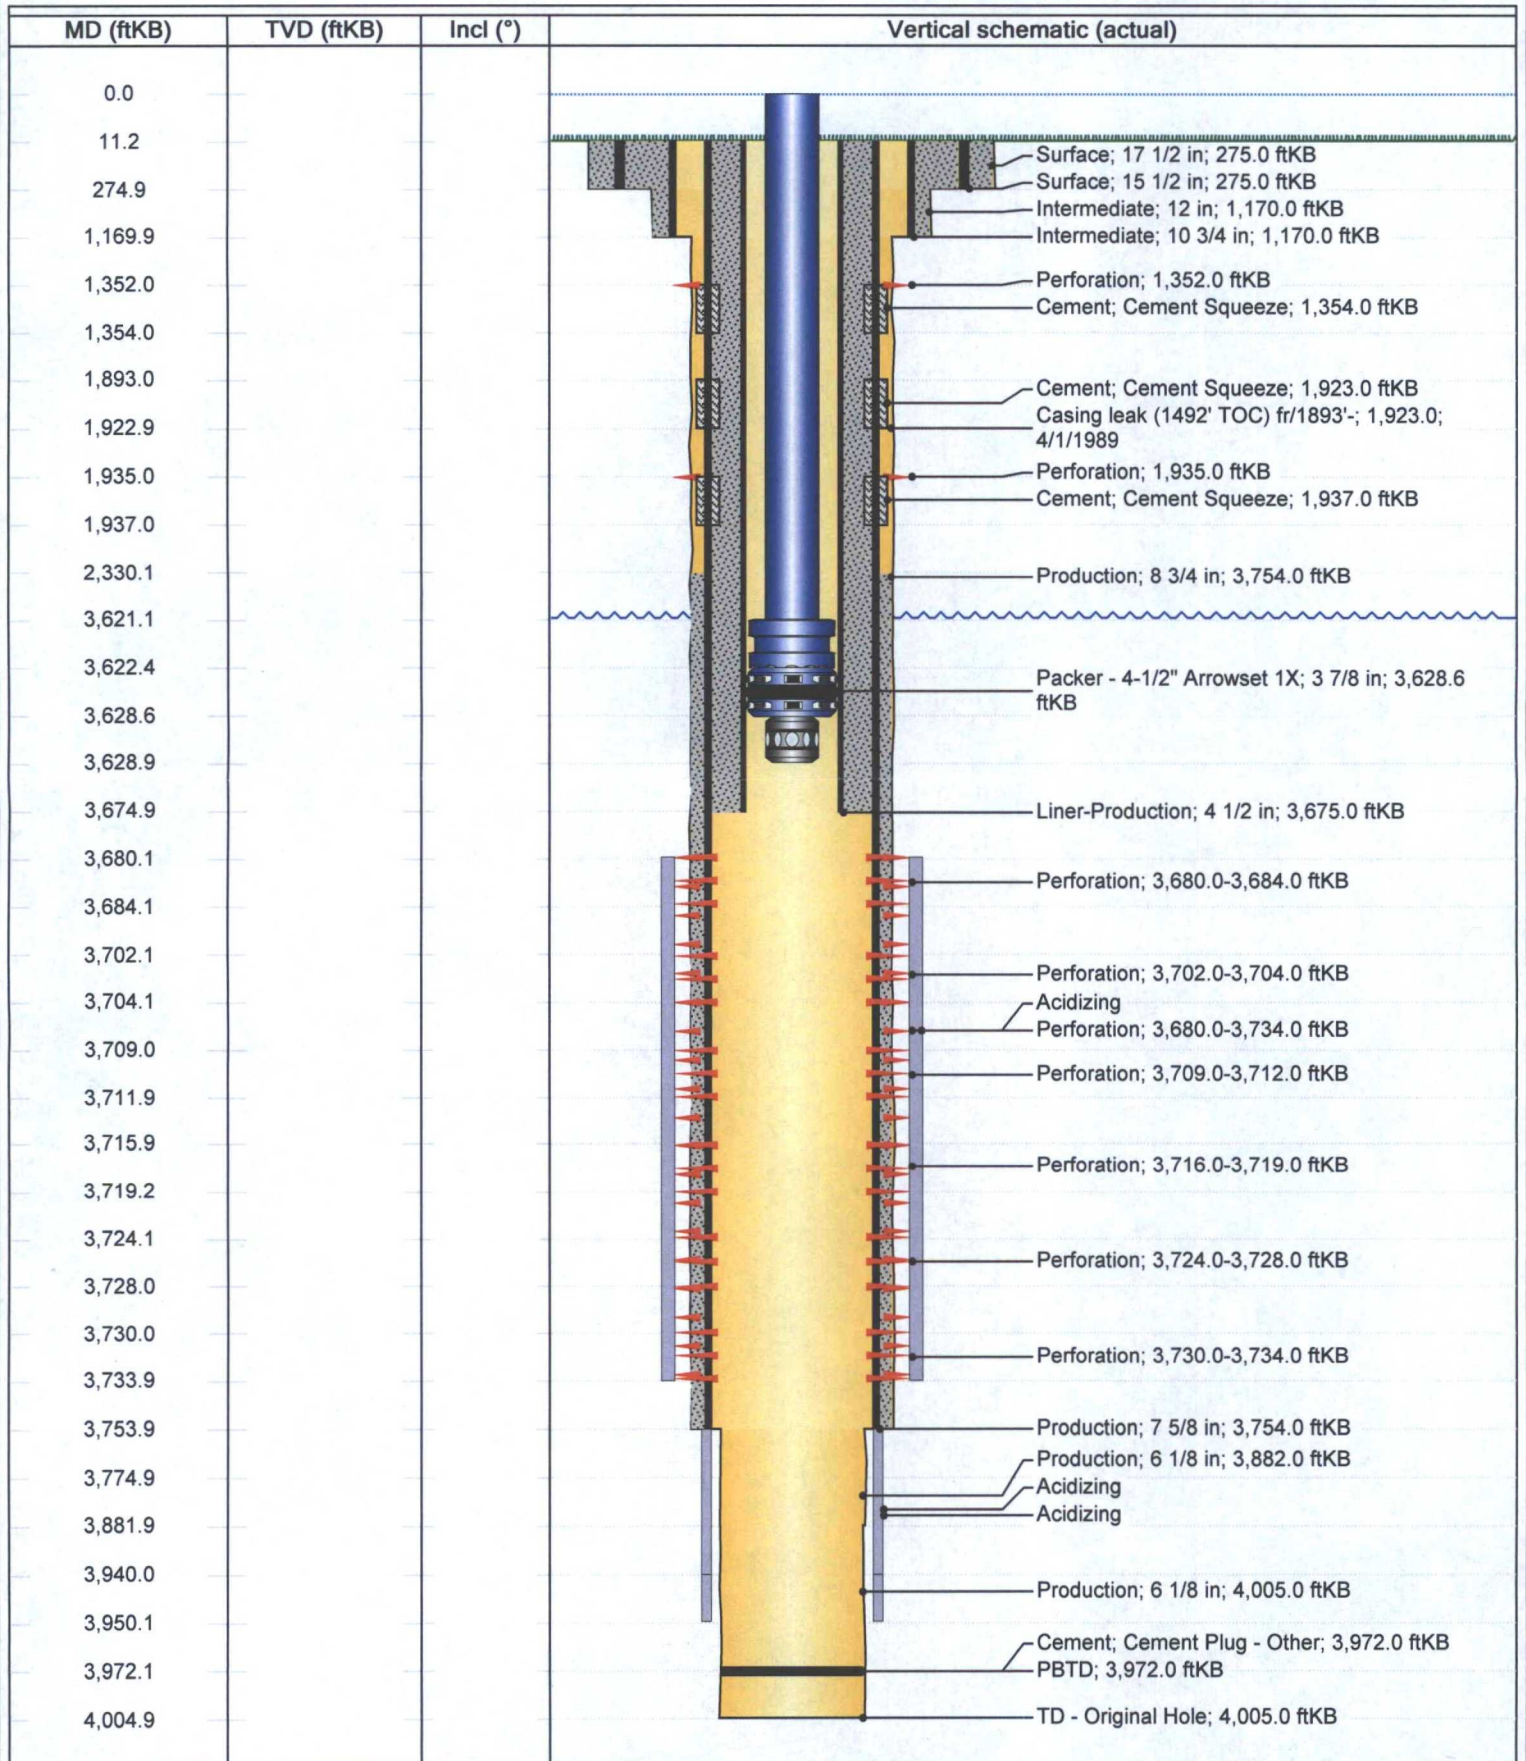 MD (ftKB) TVD (ftKB) Incl (°) Vertical schematic (actual)
0.0
11.2
Surface; 17 1/2 in; 275.0 ftKB
Surface; 15 1/2 in; 275.0 ftKB
274.9
Intermediate; 12 in; 1,170.0 ftKB
1,169.9
Intermediate; 10 3/4 in; 1,170.0 ftKB
1,352.0
Perforation; 1,352.0 ftKB
Cement; Cement Squeeze; 1,354.0 ftKB
1,354.0
1,893.0
Cement; Cement Squeeze; 1,923.0 ftKB
Casing leak (1492' TOC) fr/1893'-; 1,923.0;
4/1/1989
1,922.9
1,935.0
Perforation; 1,935.0 ftKB
Cement; Cement Squeeze; 1,937.0 ftKB
1,937.0
2,330.1
Production; 8 3/4 in; 3,754.0 ftKB
3,621.1
3,622.4
Packer - 4-1/2" Arrowset 1X; 3 7/8 in; 3,628.6
ftKB
3,628.6
3,628.9
3,674.9
Liner-Production; 4 1/2 in; 3,675.0 ftKB
3,680.1
Perforation; 3,680.0-3,684.0 ftKB
3,684.1
3,702.1
Perforation; 3,702.0-3,704.0 ftKB
3,704.1
Acidizing
Perforation; 3,680.0-3,734.0 ftKB
3,709.0
Perforation; 3,709.0-3,712.0 ftKB
3,711.9
3,715.9
Perforation; 3,716.0-3,719.0 ftKB
3,719.2
3,724.1
Perforation; 3,724.0-3,728.0 ftKB
3,728.0
3,730.0
Perforation; 3,730.0-3,734.0 ftKB
3,733.9
3,753.9
Production; 7 5/8 in; 3,754.0 ftKB
Production; 6 1/8 in; 3,882.0 ftKB
3,774.9
Acidizing
Acidizing
3,881.9
3,940.0
Production; 6 1/8 in; 4,005.0 ftKB
3,950.1
Cement; Cement Plug - Other; 3,972.0 ftKB
3,972.1
PBTD; 3,972.0 ftKB
4,004.9
TD - Original Hole; 4,005.0 ftKB